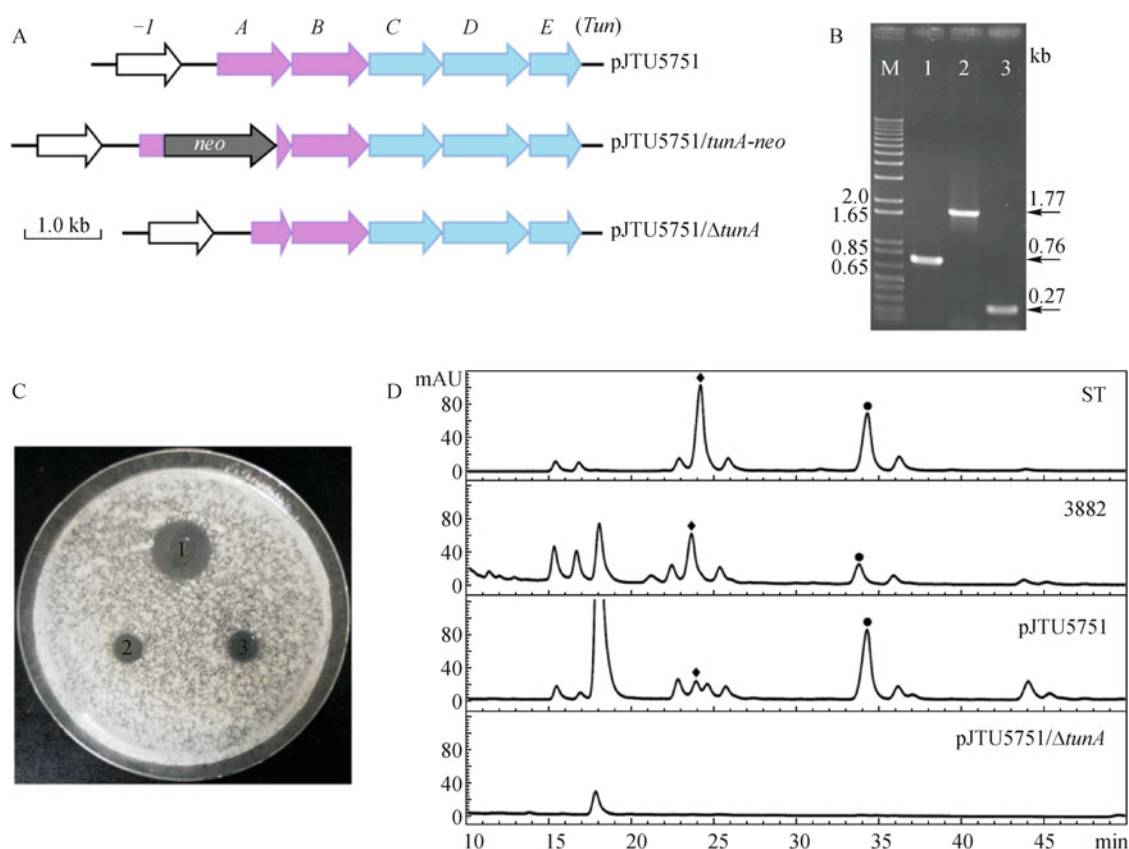 A
−1 A B C D E (Tun)
pJTU5751
neo
pJTU5751/tunA-neo
1.0 kb
pJTU5751/ΔtunA
B
kb
M 1 2 3
2.0
1.65
0.85
0.65
1.77
0.76
0.27
C
1
2 3
D
mAU
80
40
0
ST
80
40
0
3882
80
40
0
pJTU5751
80
40
0
pJTU5751/ΔtunA
10 15 20 25 30 35 40 45 min